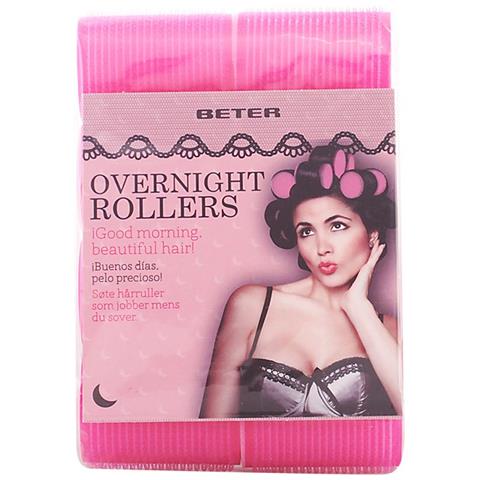 BETER
OVERNIGHT
ROLLERS
¡Good morning,
beautiful hair!
¡Buenos días,
pelo precioso!
Søte hårruller
som jobber mens
du sover.